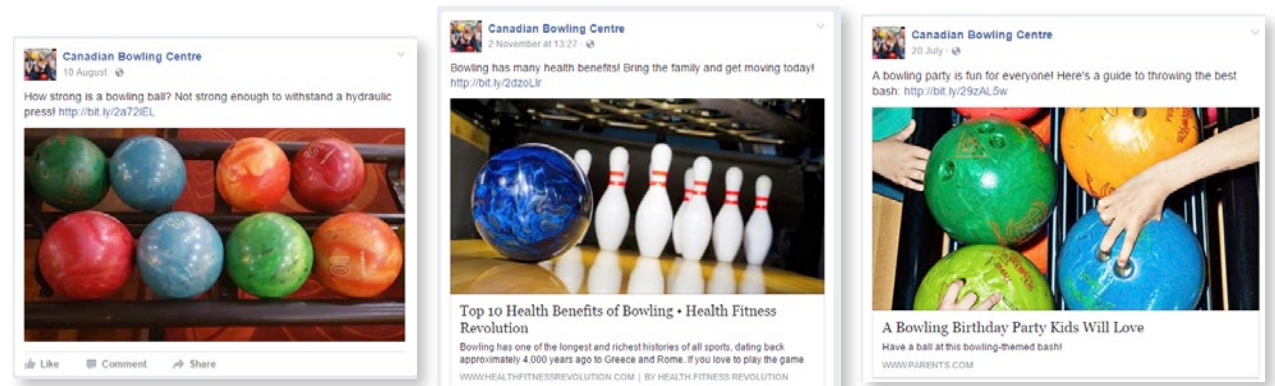 Canadian Bowling Centre
10 August
How strong is a bowling ball? Not strong enough to withstand a hydraulic
press! http://bit.ly/2a72IEL
Like Comment Share
Canadian Bowling Centre
2 November at 13:27
Bowling has many health benefits! Bring the family and get moving today!
http://bit.ly/2dzoLIr
Top 10 Health Benefits of Bowling • Health Fitness
Revolution
Bowling has one of the longest and richest histories of all sports, dating back
approximately 4,000 years ago to Greece and Rome. If you love to play the game
WWW.HEALTHFITNESSREVOLUTION.COM | BY HEALTH FITNESS REVOLUTION
Canadian Bowling Centre
20 July
A bowling party is fun for everyone! Here's a guide to throwing the best
bash: http://bit.ly/29zAL5w
A Bowling Birthday Party Kids Will Love
Have a ball at this bowling-themed bash!
WWW.PARENTS.COM